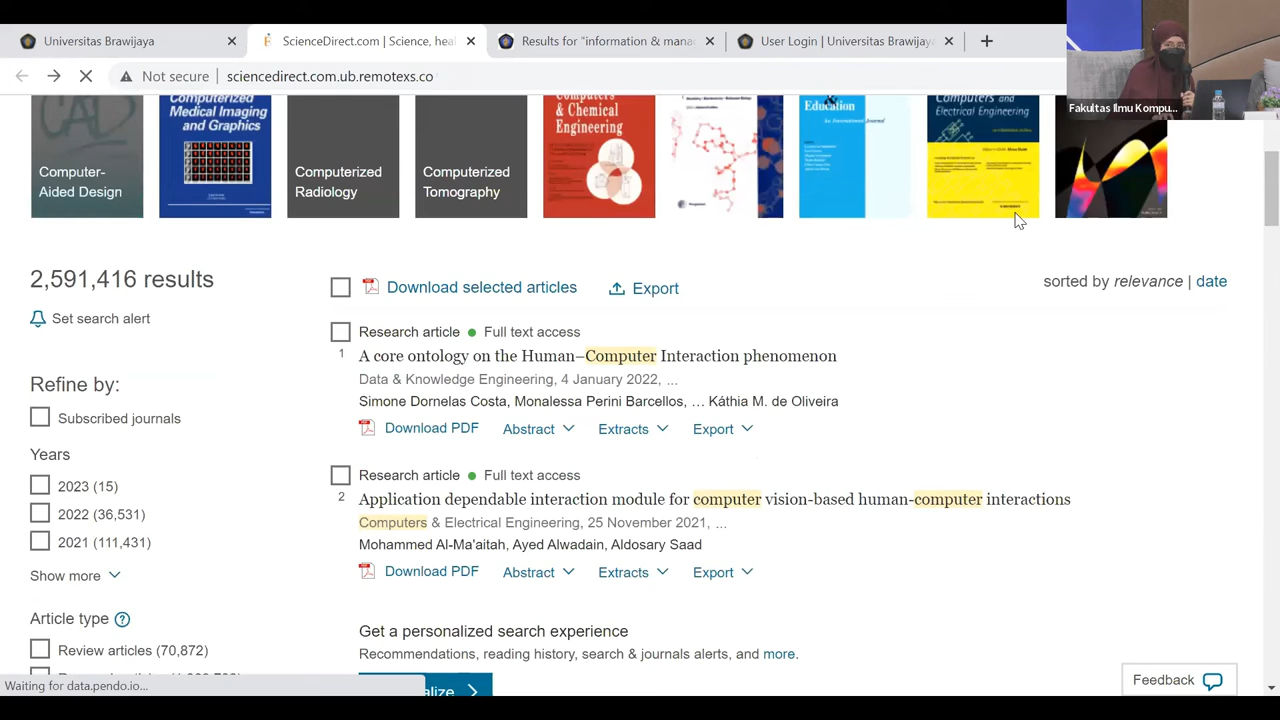 Universitas Brawijaya
ScienceDirect.com | Science, heal
Results for "information & mana
User Login | Universitas Brawijaya
Not secure
sciencedirect.com.ub.remotexs.co
Fakultas Ilmu Kompu...
Computer-
Aided Design
Computerized
Medical Imaging
and Graphics
Computerized
Radiology
Computerized
Tomography
Computers
& Chemical
Engineering
Education
An International Journal
Computers and
Electrical Engineering
2,591,416 results
Set search alert
Download selected articles
Export
sorted by relevance | date
Refine by:
Subscribed journals
Years
2023 (15)
2022 (36,531)
2021 (111,431)
Show more
Article type
Review articles (70,872)
Research article
Full text access
1
A core ontology on the Human–Computer Interaction phenomenon
Data & Knowledge Engineering, 4 January 2022, ...
Simone Dornelas Costa, Monalessa Perini Barcellos, … Káthia M. de Oliveira
Download PDF
Abstract
Extracts
Export
Research article
Full text access
2
Application dependable interaction module for computer vision-based human-computer interactions
Computers & Electrical Engineering, 25 November 2021, ...
Mohammed Al-Ma'aitah, Ayed Alwadain, Aldosary Saad
Download PDF
Abstract
Extracts
Export
Get a personalized search experience
Recommendations, reading history, search & journals alerts, and more.
Feedback
Waiting for data.pendo.io...